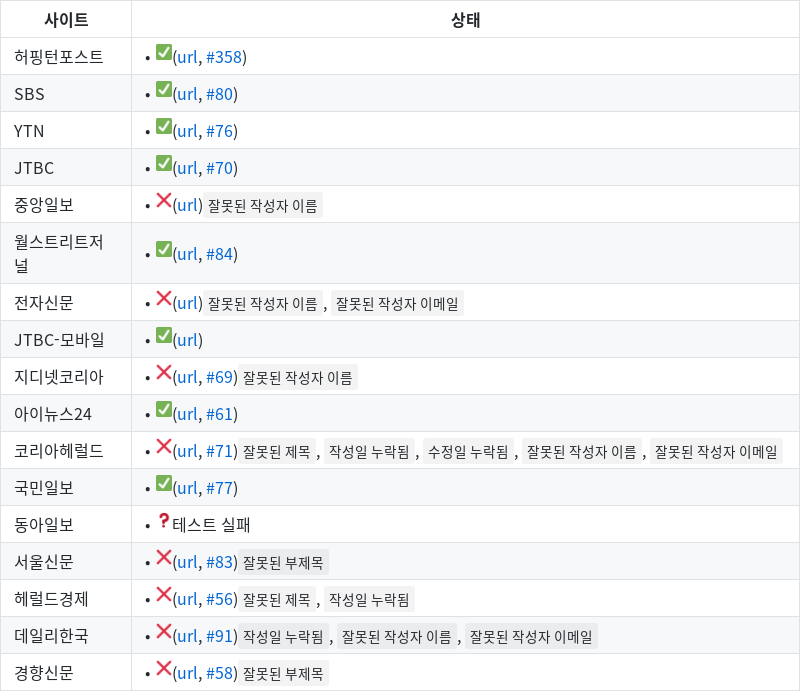 사이트 상태
허핑턴포스트 • ✅(url, #358)
SBS • ✅(url, #80)
YTN • ✅(url, #76)
JTBC • ✅(url, #70)
중앙일보 • ❌(url) 잘못된 작성자 이름
월스트리트저
널 • ✅(url, #84)
전자신문 • ❌(url) 잘못된 작성자 이름 , 잘못된 작성자 이메일
JTBC-모바일 • ✅(url)
지디넷코리아 • ❌(url, #69) 잘못된 작성자 이름
아이뉴스24 • ✅(url, #61)
코리아헤럴드 • ❌(url, #71) 잘못된 제목 , 작성일 누락됨 , 수정일 누락됨 , 잘못된 작성자 이름 , 잘못된 작성자 이메일
국민일보 • ✅(url, #77)
동아일보 • ❓테스트 실패
서울신문 • ❌(url, #83) 잘못된 부제목
헤럴드경제 • ❌(url, #56) 잘못된 제목 , 작성일 누락됨
데일리한국 • ❌(url, #91) 작성일 누락됨 , 잘못된 작성자 이름 , 잘못된 작성자 이메일
경향신문 • ❌(url, #58) 잘못된 부제목